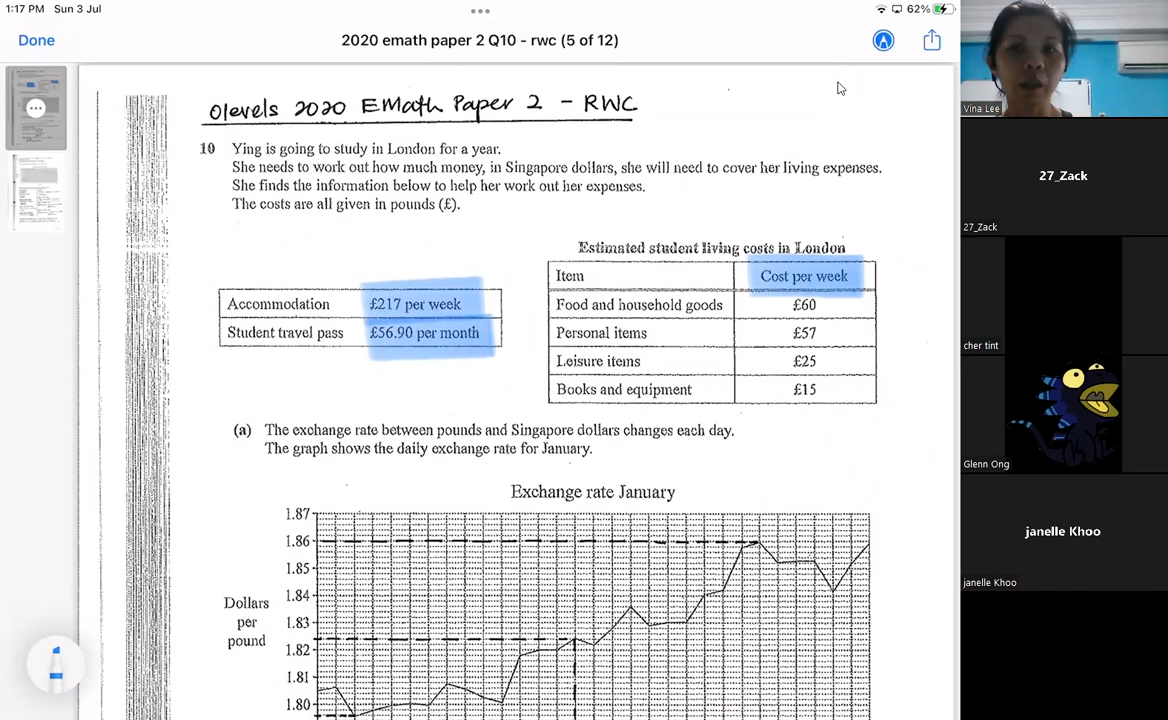 1:17 PM Sun 3 Jul
62%
Done
2020 emath paper 2 Q10 - rwc (5 of 12)
Olevels 2020 EMath Paper 2 - RWC
10 Ying is going to study in London for a year.
She needs to work out how much money, in Singapore dollars, she will need to cover her living expenses.
She finds the information below to help her work out her expenses.
The costs are all given in pounds (£).
Estimated student living costs in London
Item Cost per week
Food and household goods £60
Personal items £57
Leisure items £25
Books and equipment £15
Accommodation £217 per week
Student travel pass £56.90 per month
(a) The exchange rate between pounds and Singapore dollars changes each day.
The graph shows the daily exchange rate for January.
Exchange rate January
1.87
1.86
1.85
1.84
1.83
1.82
1.81
1.80
Dollars
per
pound
Vina Lee
27_Zack
27_Zack
cher tint
Glenn Ong
janelle Khoo
janelle Khoo